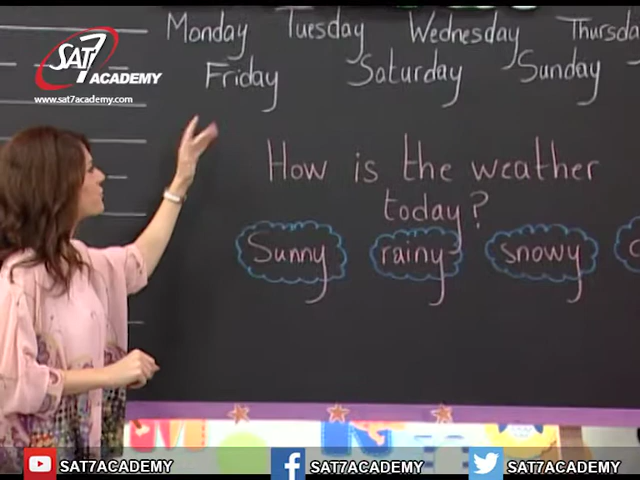 Monday Tuesday Wednesday Thursda
Friday Saturday Sunday
SAT7 ACADEMY
www.sat7academy.com
How is the weather
today?
Sunny rainy snowy
SAT7ACADEMY SAT7ACADEMY SAT7ACADEMY